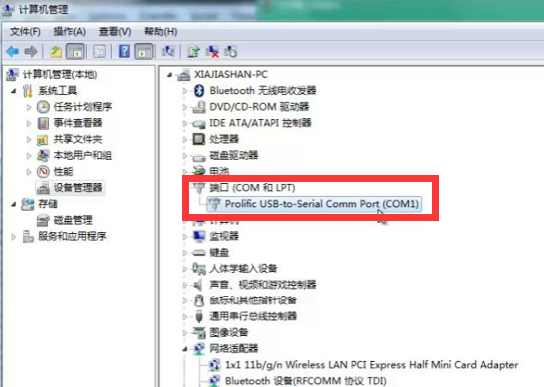 计算机管理
文件(F) 操作(A) 查看(V) 帮助(H)
计算机管理(本地)
系统工具
任务计划程序
事件查看器
共享文件夹
本地用户和组
性能
设备管理器
存储
磁盘管理
服务和应用程序
XIAJIASHAN-PC
Bluetooth 无线电收发器
DVD/CD-ROM 驱动器
IDE ATA/ATAPI 控制器
处理器
磁盘驱动器
电池
端口 (COM 和 LPT)
Prolific USB-to-Serial Comm Port (COM1)
计算机
监视器
键盘
人体学输入设备
声音、视频和游戏控制器
鼠标和其他指针设备
通用串行总线控制器
图像设备
网络适配器
1x1 11b/g/n Wireless LAN PCI Express Half Mini Card Adapter
Bluetooth 设备(RFCOMM 协议 TDI)